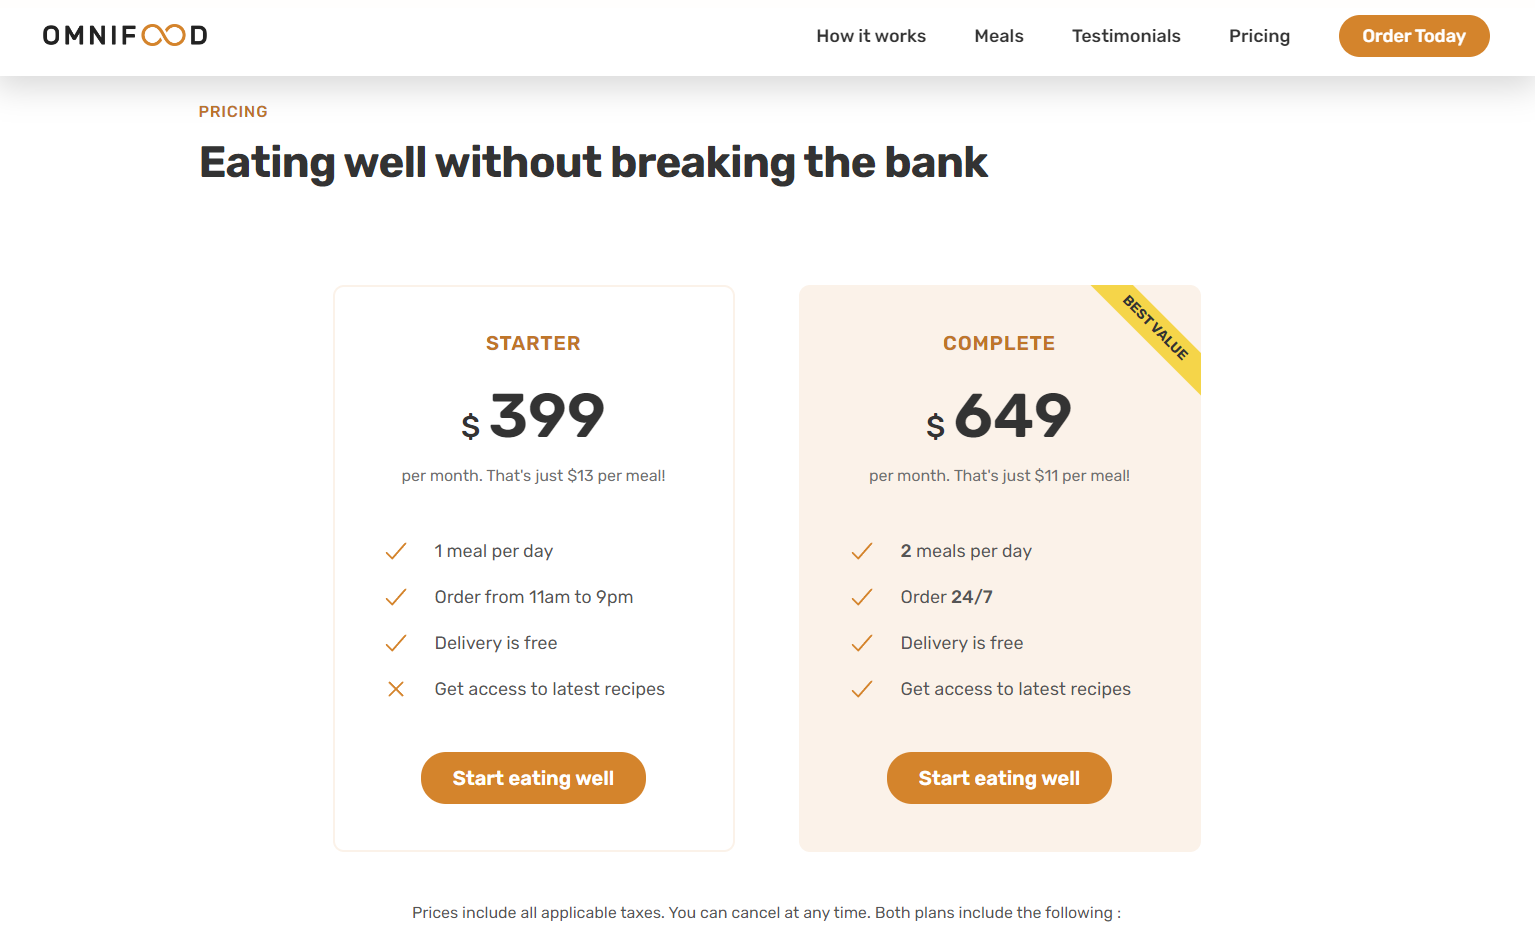 OMNIFOOD
How it works
Meals
Testimonials
Pricing
Order Today
PRICING
Eating well without breaking the bank
STARTER
$ 399
per month. That's just $13 per meal!
1 meal per day
Order from 11am to 9pm
Delivery is free
Get access to latest recipes
Start eating well
BEST VALUE
COMPLETE
$ 649
per month. That's just $11 per meal!
2 meals per day
Order 24/7
Delivery is free
Get access to latest recipes
Start eating well
Prices include all applicable taxes. You can cancel at any time. Both plans include the following :